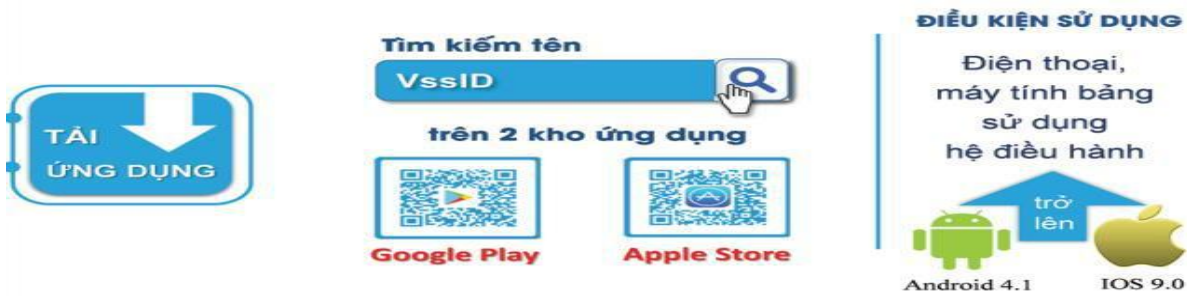 TẢI
ỨNG DỤNG
Tìm kiếm tên
VssID
trên 2 kho ứng dụng
Google Play
Apple Store
ĐIỀU KIỆN SỬ DỤNG
Điện thoại,
máy tính bảng
sử dụng
hệ điều hành
trở
lên
Android 4.1
IOS 9.0